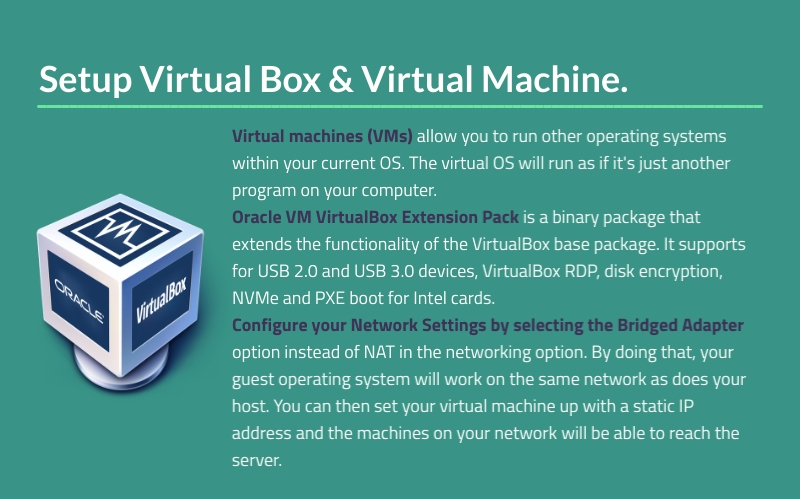 Setup Virtual Box & Virtual Machine.
Virtual machines (VMs) allow you to run other operating systems
within your current OS. The virtual OS will run as if it's just another
program on your computer.
Oracle VM VirtualBox Extension Pack is a binary package that
extends the functionality of the VirtualBox base package. It supports
for USB 2.0 and USB 3.0 devices, VirtualBox RDP, disk encryption,
NVMe and PXE boot for Intel cards.
Configure your Network Settings by selecting the Bridged Adapter
option instead of NAT in the networking option. By doing that, your
guest operating system will work on the same network as does your
host. You can then set your virtual machine up with a static IP
address and the machines on your network will be able to reach the
server.
ORACLE
VirtualBox